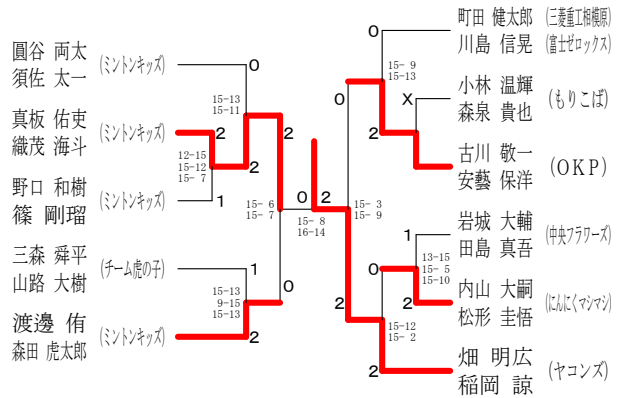 圓谷 両太
須佐 太一
(ミントンキッズ)
0
真板 佑吏
織茂 海斗
(ミントンキッズ)
2
野口 和樹
篠 剛瑠
(ミントンキッズ)
1
12-15
15-12
15- 7
15-13
15-11
2
2
三森 舜平
山路 大樹
(チーム虎の子)
1
渡邊 侑
森田 虎太郎
(ミントンキッズ)
2
15-13
9-15
15-13
0
15- 6
15- 7
0
2
15- 8
16-14
町田 健太郎
川島 信晃
(三菱重工相模原)
(富士ゼロックス)
0
小林 温輝
森泉 貴也
(もりこば)
X
古川 敬一
安藝 保洋
(OKP)
2
15- 9
15-13
0
15- 3
15- 9
岩城 大輔
田島 真吾
(中央フラワーズ)
1
内山 大嗣
松形 圭悟
(にんにくマシマシ)
2
13-15
15- 5
15-10
0
畑 明広
稲岡 諒
(ヤコンズ)
2
15-12
15- 2
2